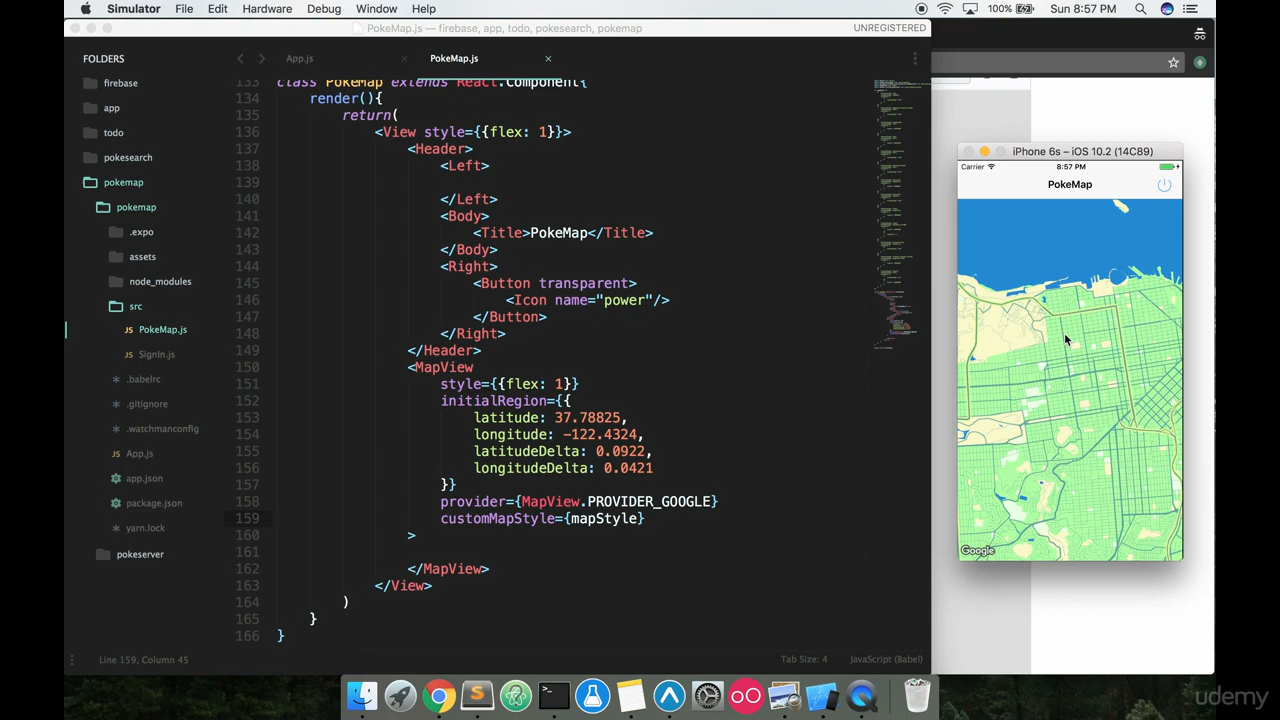 Simulator File Edit Hardware Debug Window Help 100% Sun 8:57 PM
PokeMap.js — firebase, app, todo, pokesearch, pokemap UNREGISTERED
FOLDERS
firebase
app
todo
pokesearch
pokemap
pokemap
.expo
assets
node_modules
src
JS PokeMap.js
JS SignIn.js
.babelrc
.gitignore
.watchmanconfig
JS App.js
app.json
package.json
yarn.lock
pokeserver
App.js × PokeMap.js ×
133 class PokeMap extends React.Component{
134 render(){
135 return(
136 <View style={{flex: 1}}>
137 <Header>
138 <Left>
139
140 </Left>
141 <Body>
142 <Title>PokeMap</Title>
143 </Body>
144 <Right>
145 <Button transparent>
146 <Icon name="power"/>
147 </Button>
148 </Right>
149 </Header>
150 <MapView
151 style={{flex: 1}}
152 initialRegion={{
153 latitude: 37.78825,
154 longitude: -122.4324,
155 latitudeDelta: 0.0922,
156 longitudeDelta: 0.0421
157 }}
158 provider={MapView.PROVIDER_GOOGLE}
159 customMapStyle={mapStyle}
160 >
161
162 </MapView>
163 </View>
164 )
165 }
166 }
Line 159, Column 45 Tab Size: 4 JavaScript (Babel)
iPhone 6s – iOS 10.2 (14C89)
Carrier 8:57 PM
PokeMap
Google
udemy